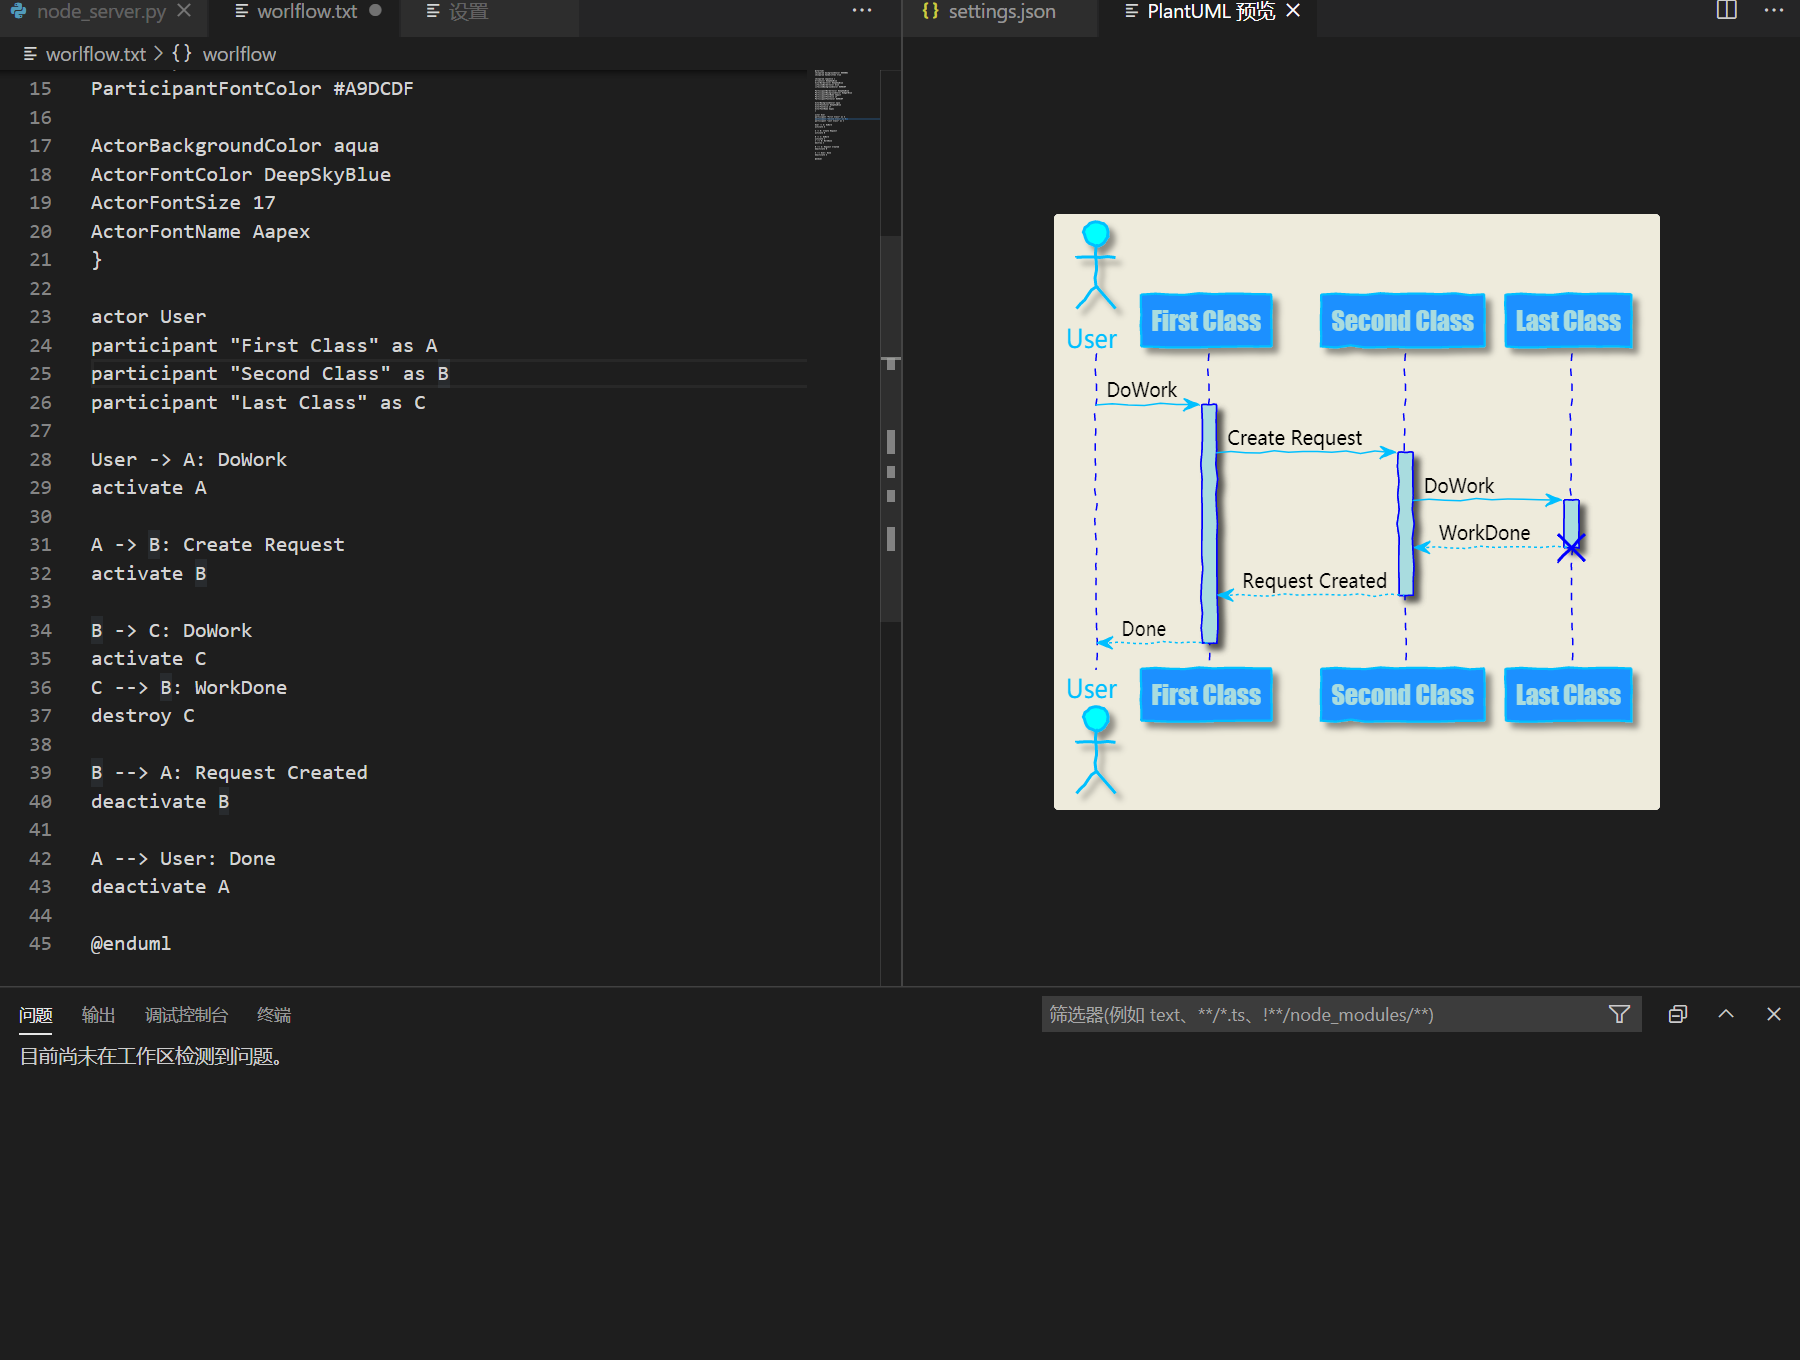 node_server.py
worlflow.txt
设置
settings.json
PlantUML 预览
worlflow.txt > {} worlflow
15 ParticipantFontColor #A9DCDF
16
17 ActorBackgroundColor aqua
18 ActorFontColor DeepSkyBlue
19 ActorFontSize 17
20 ActorFontName Aapex
21 }
22
23 actor User
24 participant "First Class" as A
25 participant "Second Class" as B
26 participant "Last Class" as C
27
28 User -> A: DoWork
29 activate A
30
31 A -> B: Create Request
32 activate B
33
34 B -> C: DoWork
35 activate C
36 C --> B: WorkDone
37 destroy C
38
39 B --> A: Request Created
40 deactivate B
41
42 A --> User: Done
43 deactivate A
44
45 @enduml
User
First Class
Second Class
Last Class
DoWork
Create Request
DoWork
WorkDone
Request Created
Done
User
First Class
Second Class
Last Class
问题
输出
调试控制台
终端
筛选器(例如 text、**/*.ts、!**/node_modules/**)
目前尚未在工作区检测到问题。